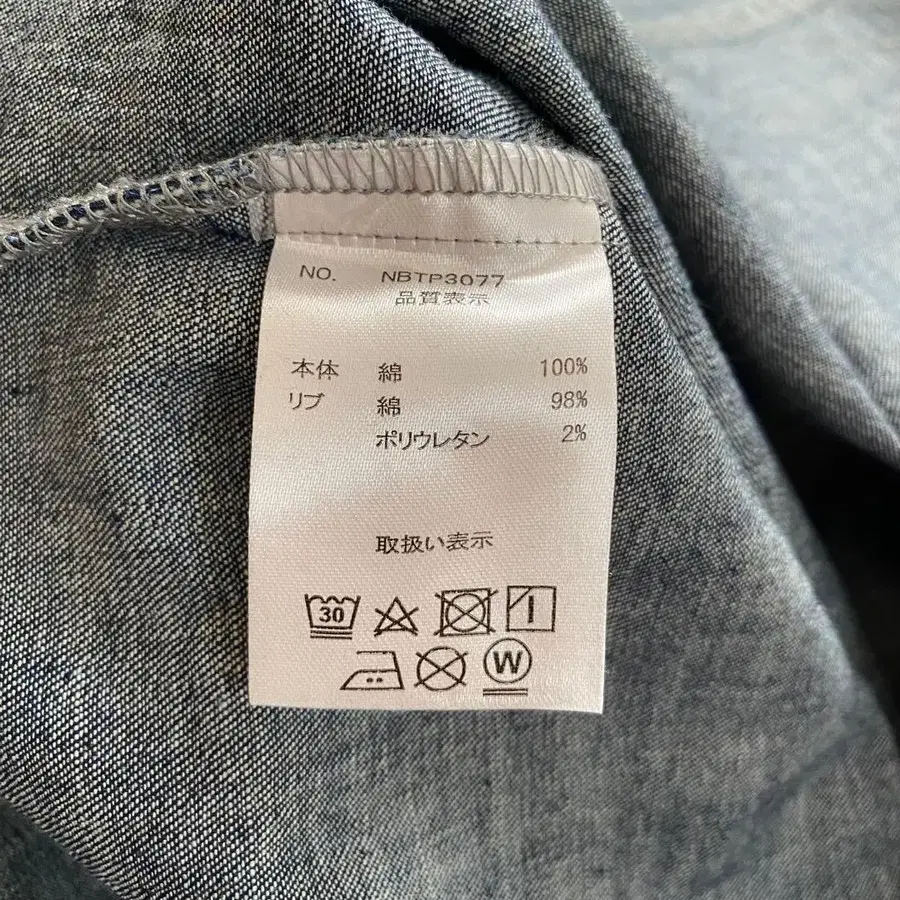 NO. NBTP3077
品質表示
本体 綿 100%
リブ 綿 98%
ポリウレタン 2%
取扱い表示
30
W